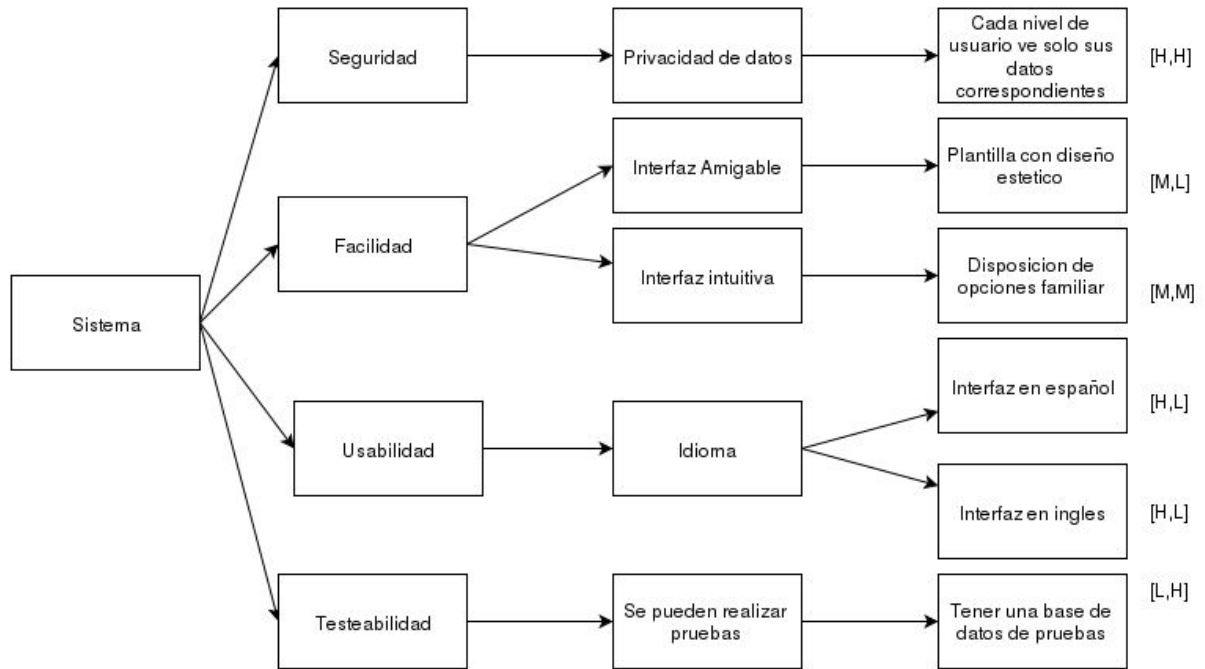 Sistema
Seguridad
Privacidad de datos
Cada nivel de
usuario ve solo sus
datos
correspondientes
[H,H]
Facilidad
Interfaz Amigable
Plantilla con diseño
estetico
[M,L]
Interfaz intuitiva
Disposicion de
opciones familiar
[M,M]
Usabilidad
Idioma
Interfaz en español
[H,L]
Interfaz en ingles
[H,L]
Testeabilidad
Se pueden realizar
pruebas
Tener una base de
datos de pruebas
[L,H]